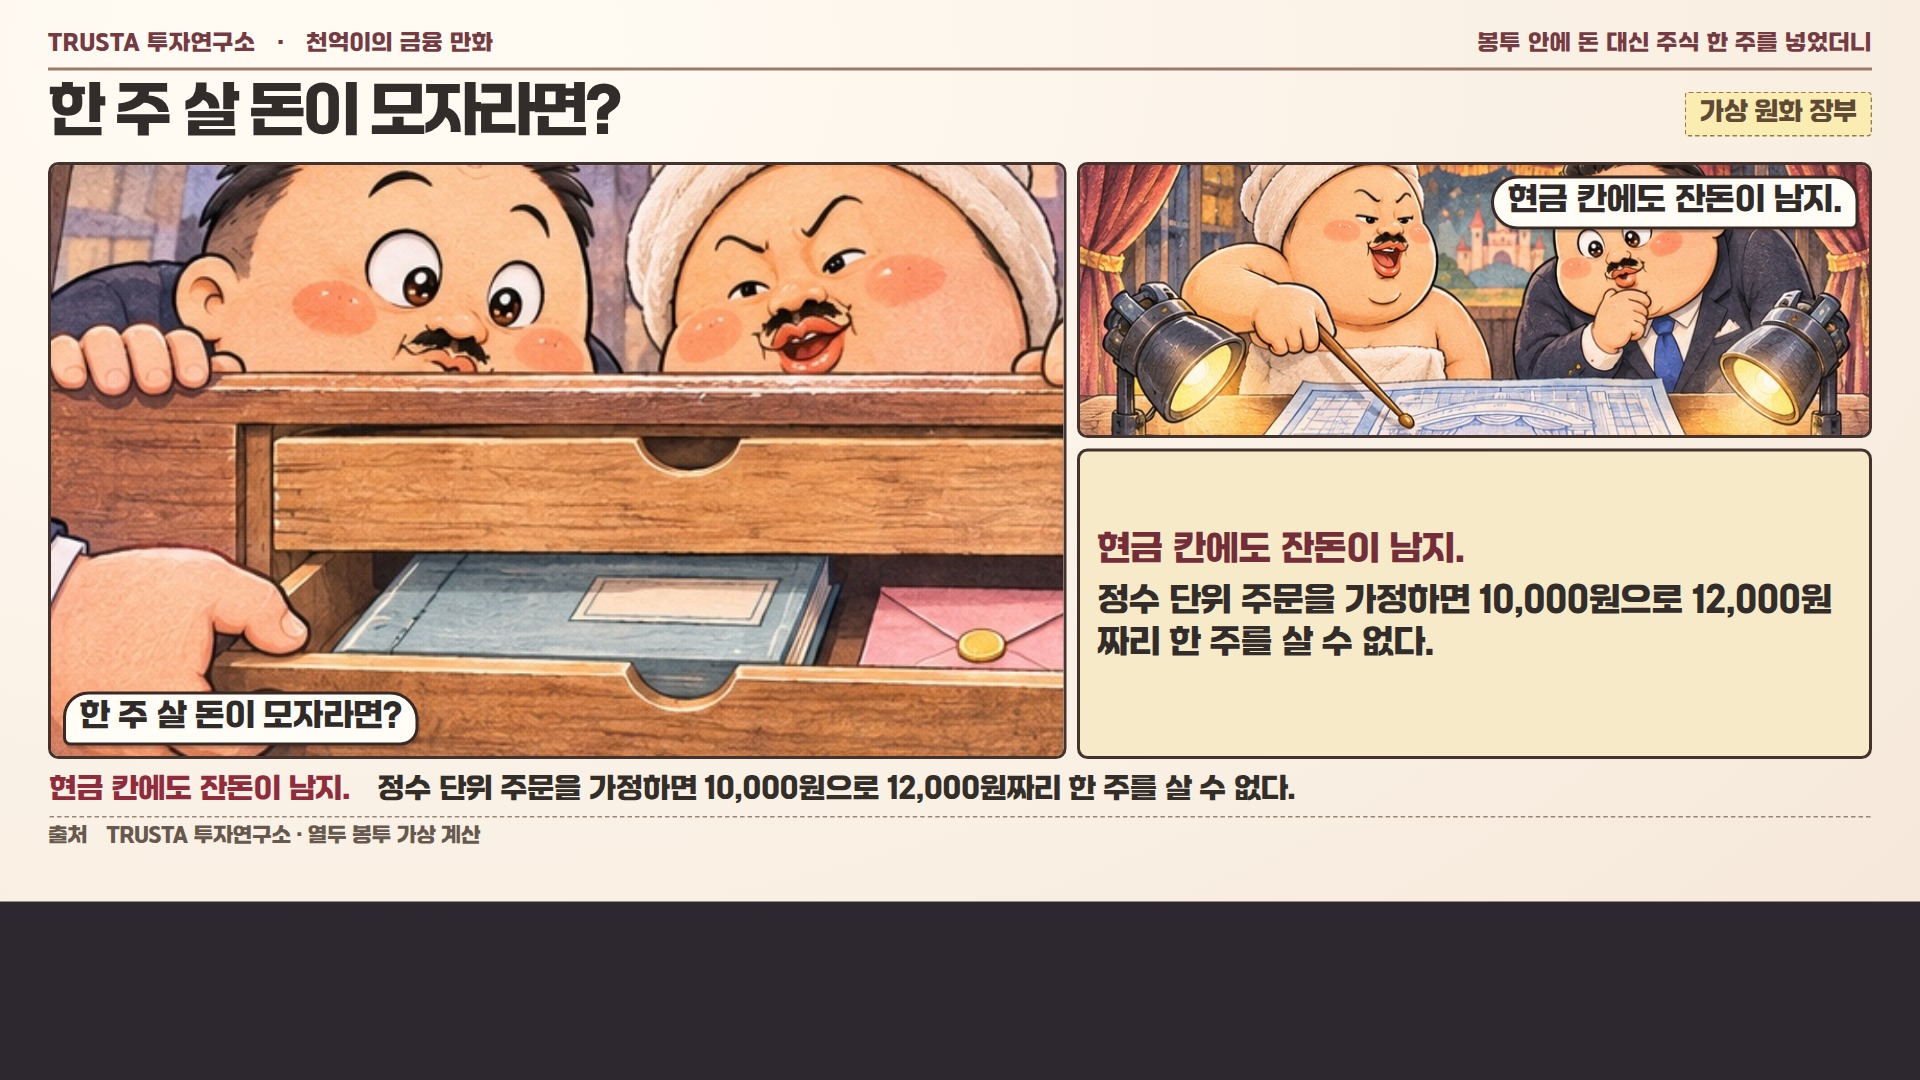 TRUSTA 투자연구소 · 천억이의 금융 만화
봉투 안에 돈 대신 주식 한 주를 넣었더니
한 주 살 돈이 모자라면?
가상 원화 장부
한 주 살 돈이 모자라면?
현금 칸에도 잔돈이 남지.
현금 칸에도 잔돈이 남지.
정수 단위 주문을 가정하면 10,000원으로 12,000원
짜리 한 주를 살 수 없다.
현금 칸에도 잔돈이 남지. 정수 단위 주문을 가정하면 10,000원으로 12,000원짜리 한 주를 살 수 없다.
출처 TRUSTA 투자연구소 · 열두 봉투 가상 계산